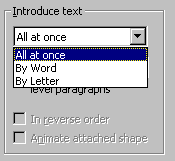 Introduce text
All at once
All at once
By Word
By Letter
level paragraphs
In reverse order
Animate attached shape